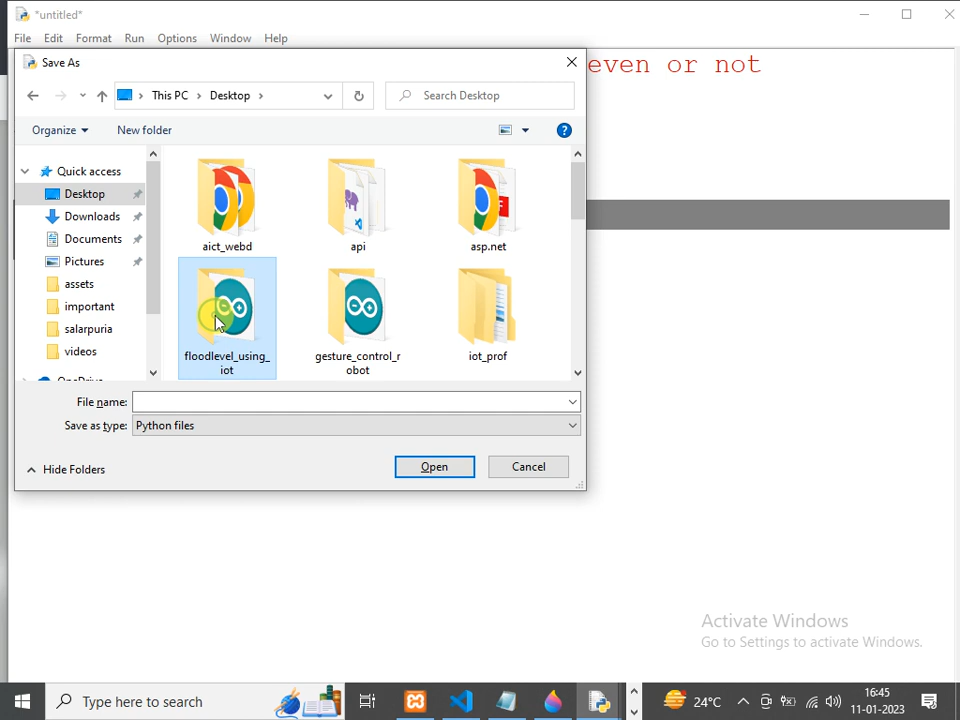 *untitled*
File Edit Format Run Options Window Help
even or not
Save As
This PC Desktop
Search Desktop
Organize New folder
Quick access
Desktop
Downloads
Documents
Pictures
assets
important
salarpuria
videos
OneDrive
aict_webd api asp.net
floodlevel_using_
iot
gesture_control_r
obot
iot_prof
File name:
Save as type: Python files
Hide Folders
Open Cancel
Activate Windows
Go to Settings to activate Windows.
Type here to search
24°C
16:45
11-01-2023